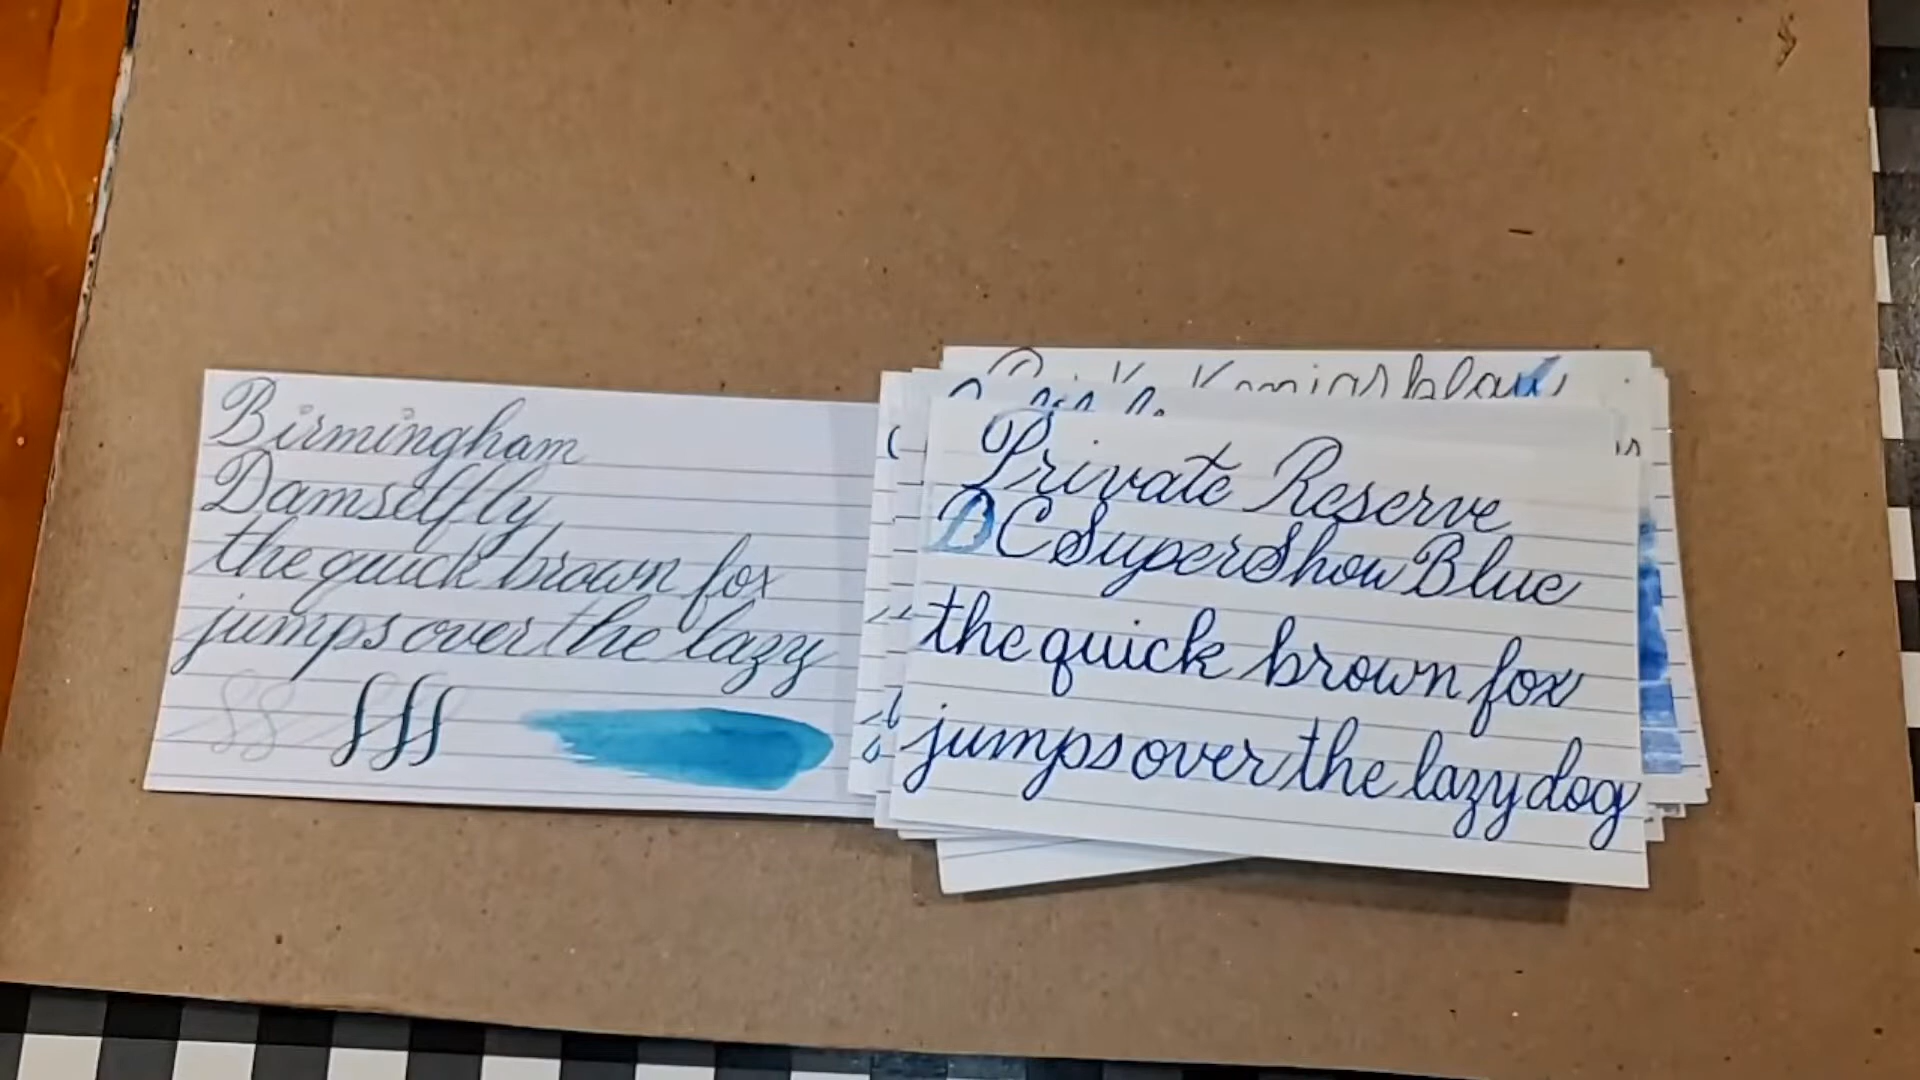 Birmingham
Damselfly
the quick brown fox
jumps over the lazy
Private Reserve
DC SuperShow Blue
the quick brown fox
jumps over the lazy dog